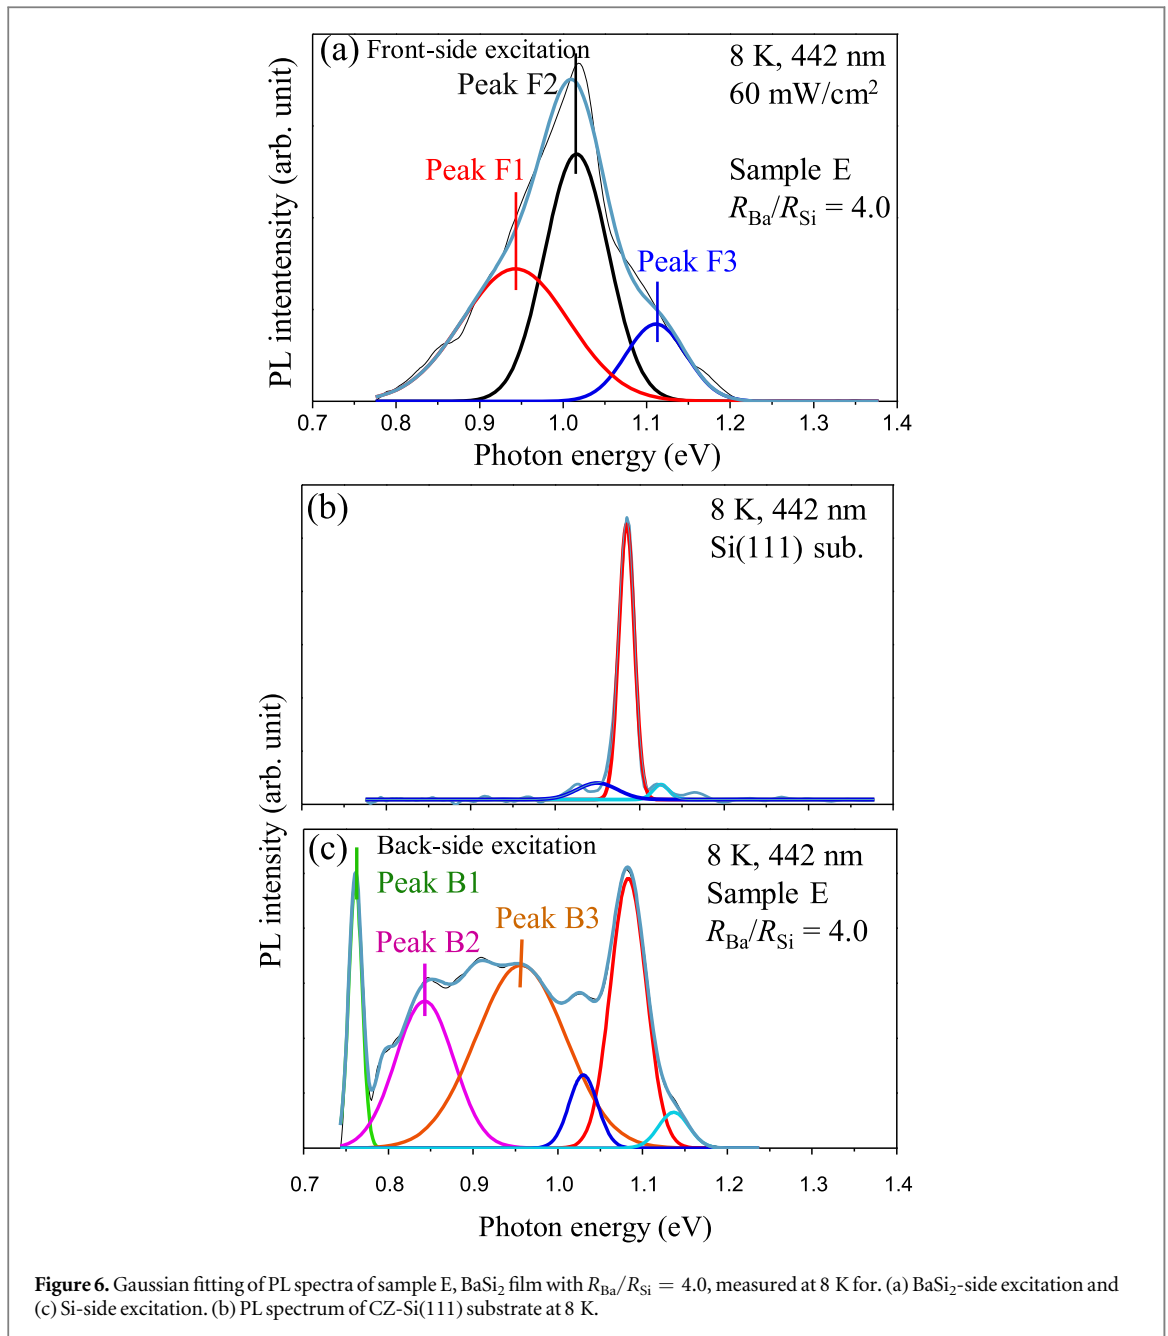 (a) Front-side excitation
Peak F2
8 K, 442 nm
60 mW/cm²
Peak F1
Sample E
R_Ba/R_Si = 4.0
Peak F3
PL intentensity (arb. unit)
0.7 0.8 0.9 1.0 1.1 1.2 1.3 1.4
Photon energy (eV)
(b)
8 K, 442 nm
Si(111) sub.
PL intensity (arb. unit)
(c) Back-side excitation
8 K, 442 nm
Peak B1
Sample E
Peak B3
R_Ba/R_Si = 4.0
Peak B2
0.7 0.8 0.9 1.0 1.1 1.2 1.3 1.4
Photon energy (eV)
Figure 6. Gaussian fitting of PL spectra of sample E, BaSi₂ film with R_Ba/R_Si = 4.0, measured at 8 K for. (a) BaSi₂-side excitation and
(c) Si-side excitation. (b) PL spectrum of CZ-Si(111) substrate at 8 K.